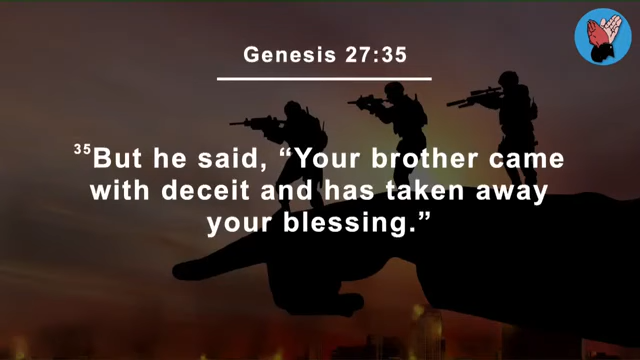 Genesis 27:35
³⁵But he said, “Your brother came
with deceit and has taken away
your blessing.”